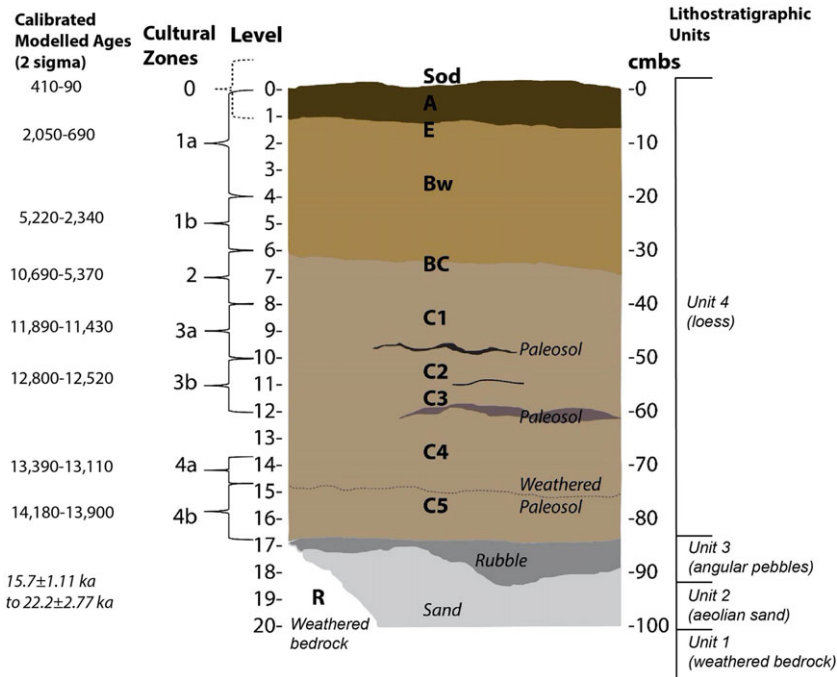 Calibrated
Modelled Ages
(2 sigma)
Cultural
Zones
Level
Lithostratigraphic
Units
cmbs
410-90
2,050-690
5,220-2,340
10,690-5,370
11,890-11,430
12,800-12,520
13,390-13,110
14,180-13,900
15.7±1.11 ka
to 22.2±2.77 ka
0
1a
1b
2
3a
3b
4a
4b
0-
1-
2-
3-
4-
5-
6-
7-
8-
9-
10-
11-
12-
13-
14-
15-
16-
17-
18-
19-
20-
Sod
A
E
Bw
BC
C1
Paleosol
C2
C3
Paleosol
C4
Weathered
Paleosol
C5
Rubble
R
Weathered
bedrock
Sand
-0
-10
-20
-30
-40
-50
-60
-70
-80
-90
-100
Unit 4
(loess)
Unit 3
(angular pebbles)
Unit 2
(aeolian sand)
Unit 1
(weathered bedrock)